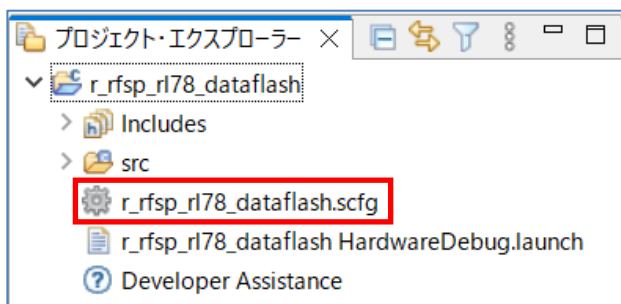 プロジェクト・エクスプローラー
r_rfsp_rl78_dataflash
Includes
src
r_rfsp_rl78_dataflash.scfg
r_rfsp_rl78_dataflash HardwareDebug.launch
Developer Assistance